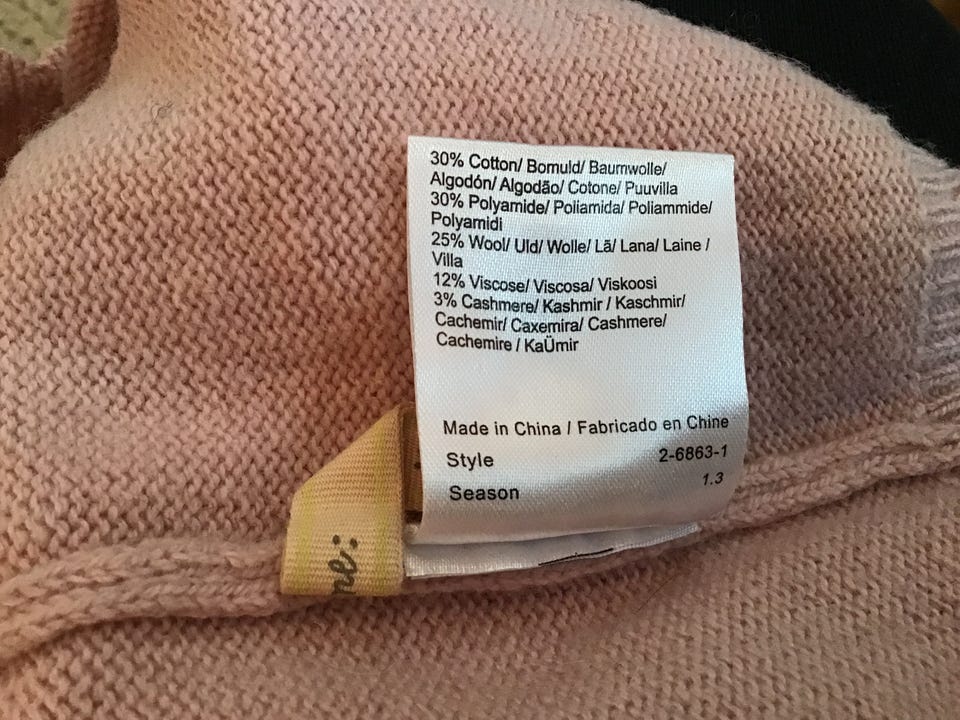 30% Cotton/ Bomuld/ Baumwolle/
Algodón/ Algodão/ Cotone/ Puuvilla
30% Polyamide/ Poliamida/ Poliammide/
Polyamidi
25% Wool/ Uld/ Wolle/ Lã/ Lana/ Laine /
Villa
12% Viscose/ Viscosa/ Viskoosi
3% Cashmere/ Kashmir / Kaschmir/
Cachemir/ Caxemira/ Cashmere/
Cachemire / KaÜmir
Made in China / Fabricado en Chine
Style 2-6863-1
Season 1.3